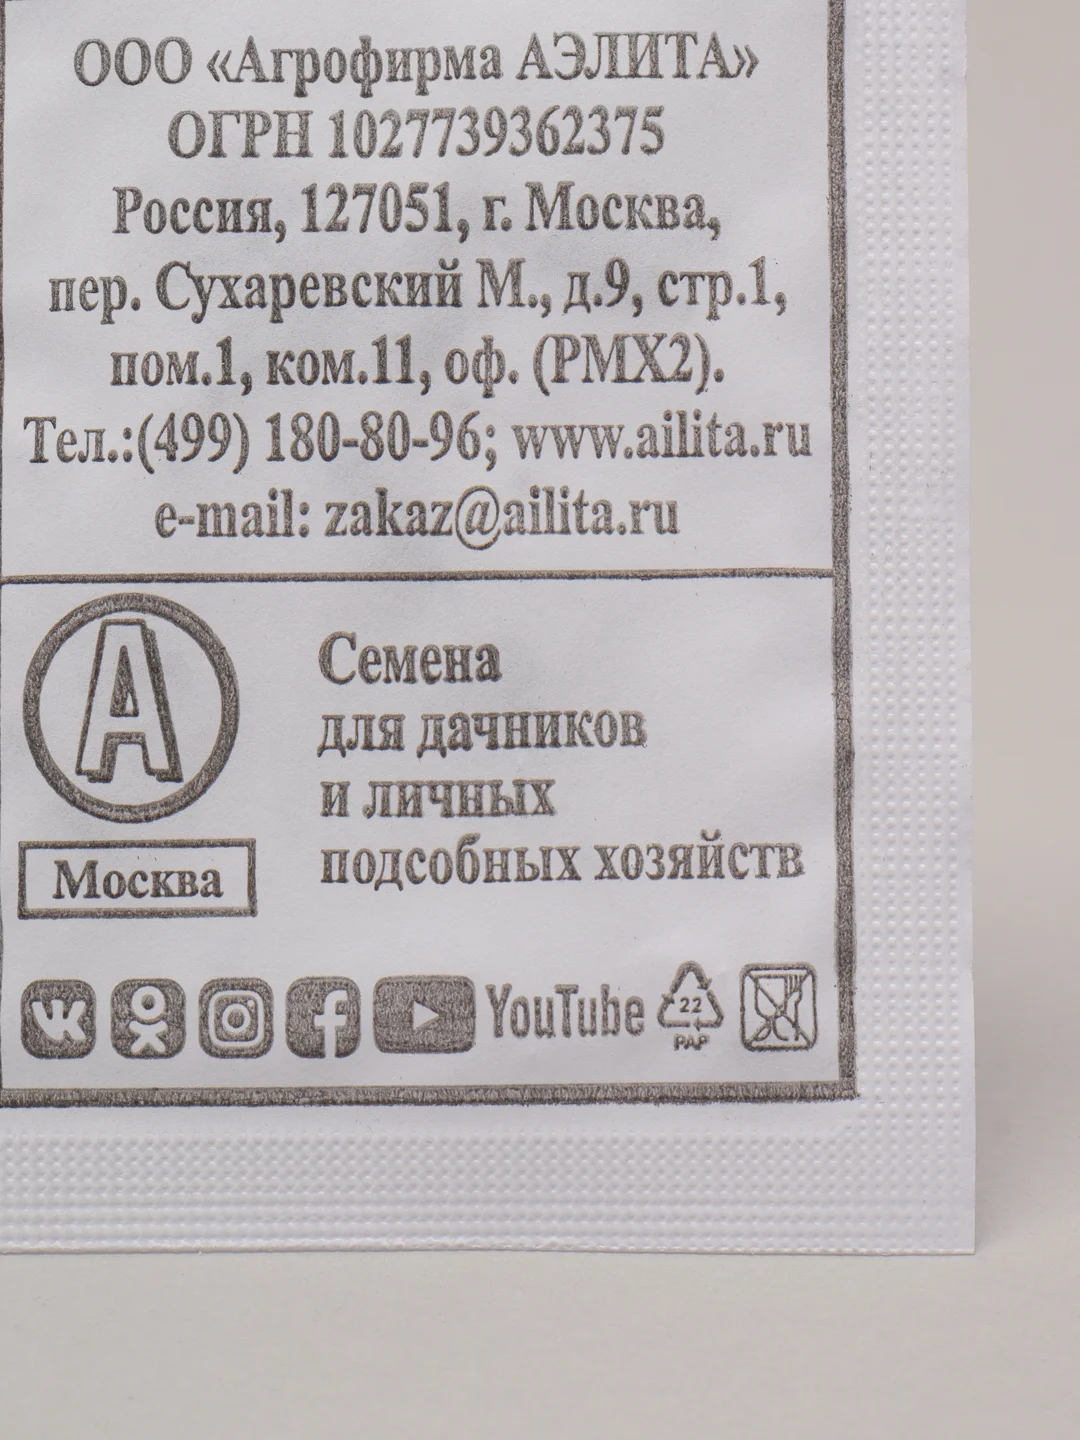 ООО «Агрофирма АЭЛИТА»
ОГРН 1027739362375
Россия, 127051, г. Москва,
пер. Сухаревский М., д.9, стр.1,
пом.1, ком.11, оф. (РМХ2).
Тел.:(499) 180-80-96; www.ailita.ru
e-mail: zakaz@ailita.ru
А
Москва
Семена
для дачников
и личных
подсобных хозяйств
YouTube
22
PAP